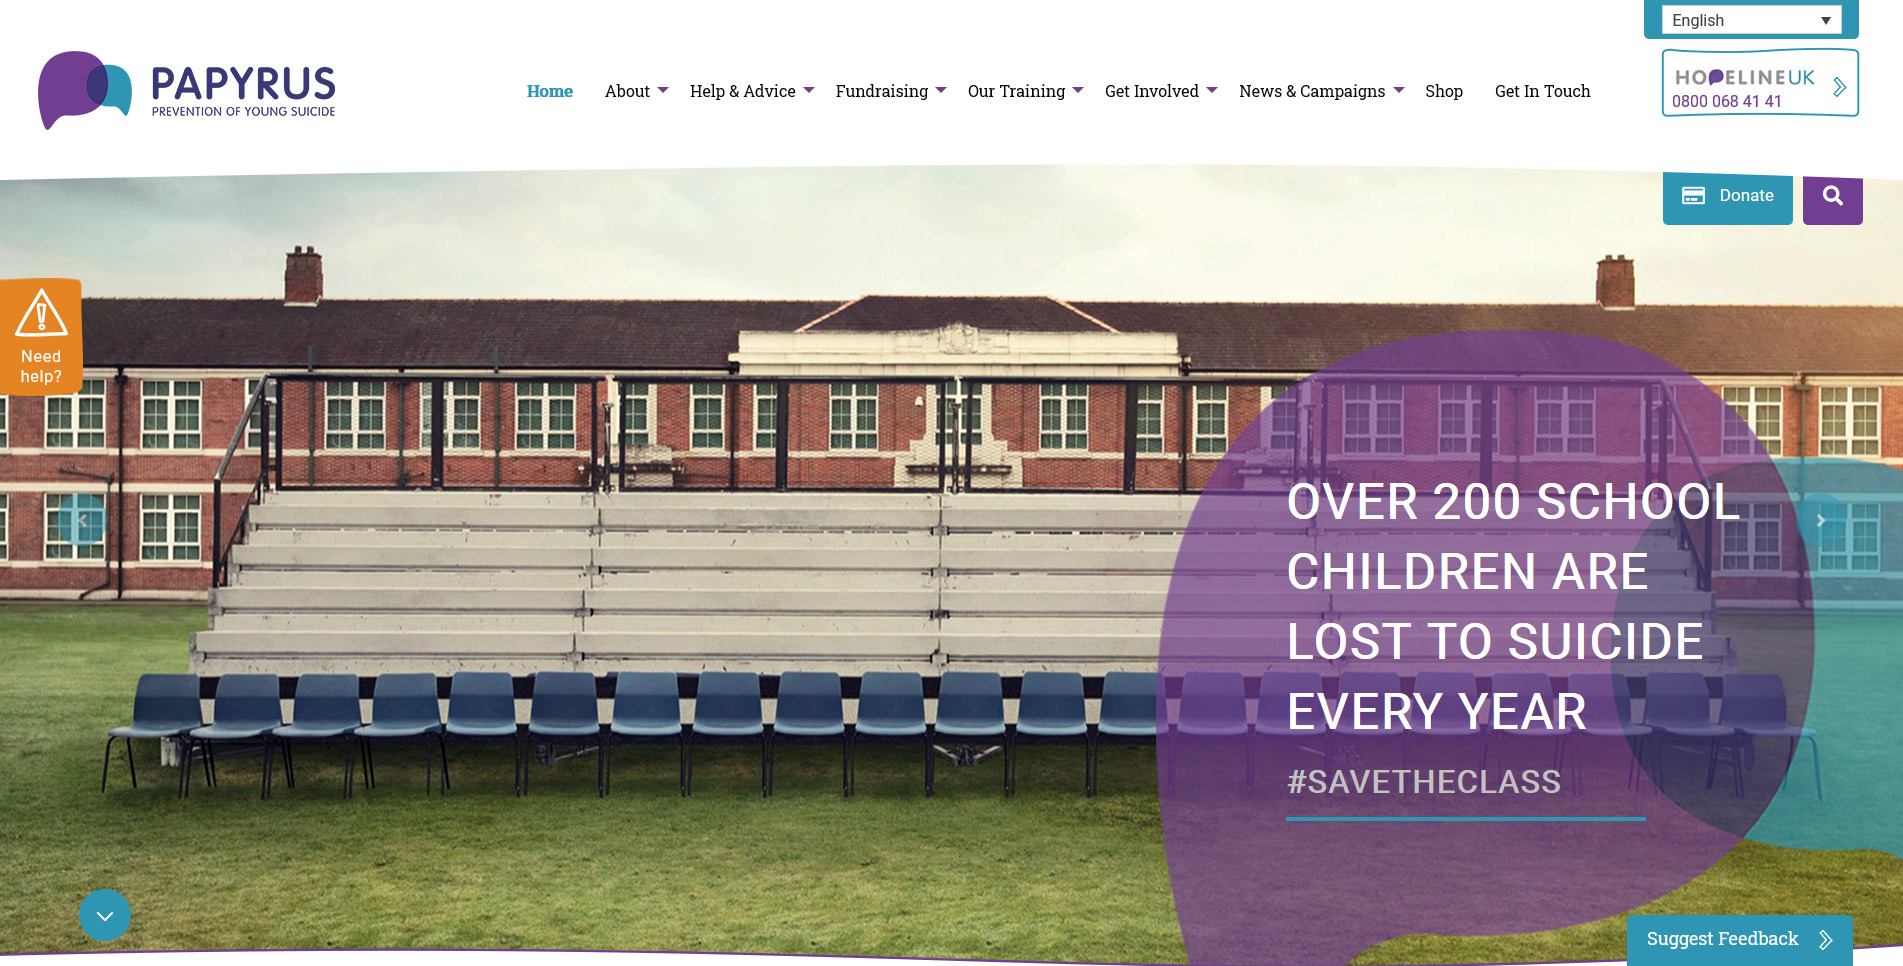 English
PAPYRUS
PREVENTION OF YOUNG SUICIDE
Home About Help & Advice Fundraising Our Training Get Involved News & Campaigns Shop Get In Touch
HOPELINEUK
0800 068 41 41
Donate
Need
help?
OVER 200 SCHOOL
CHILDREN ARE
LOST TO SUICIDE
EVERY YEAR
#SAVETHECLASS
Suggest Feedback